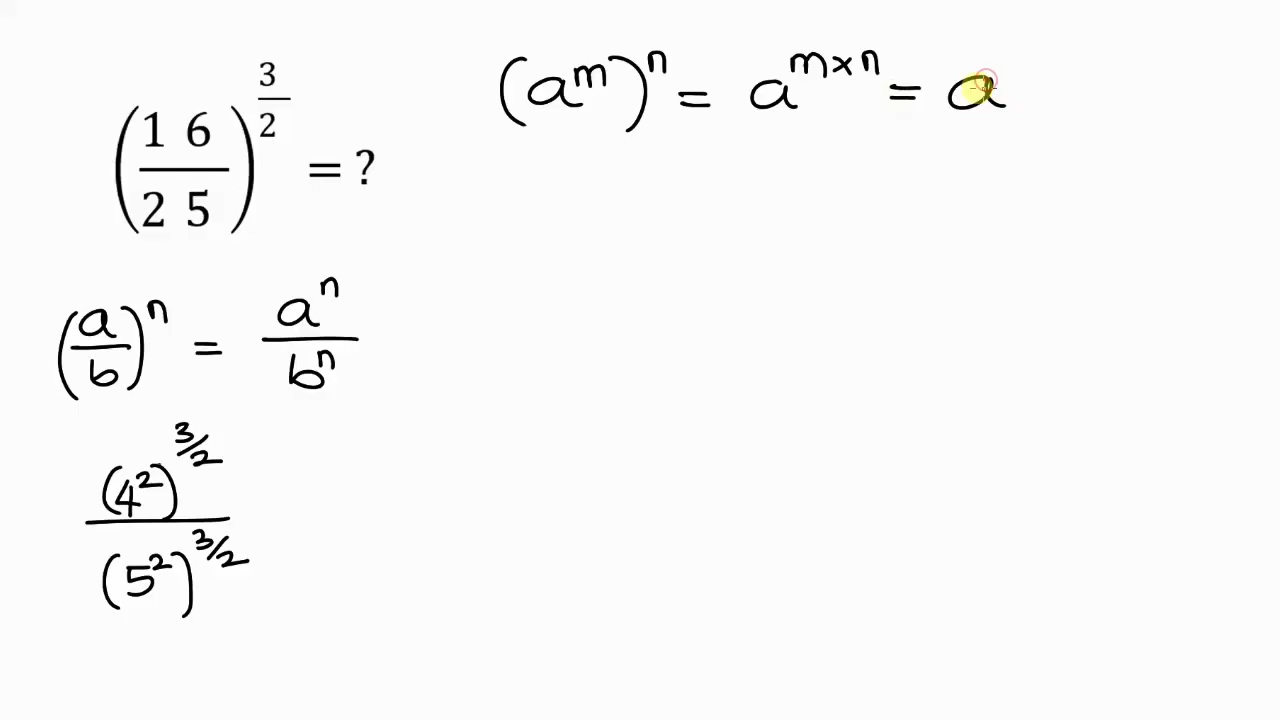 (16/25)^(3/2) = ?
(a^m)^n = a^(m×n) = a
(a/b)^n = a^n/b^n
(4^2)^(3/2)
(5^2)^(3/2)